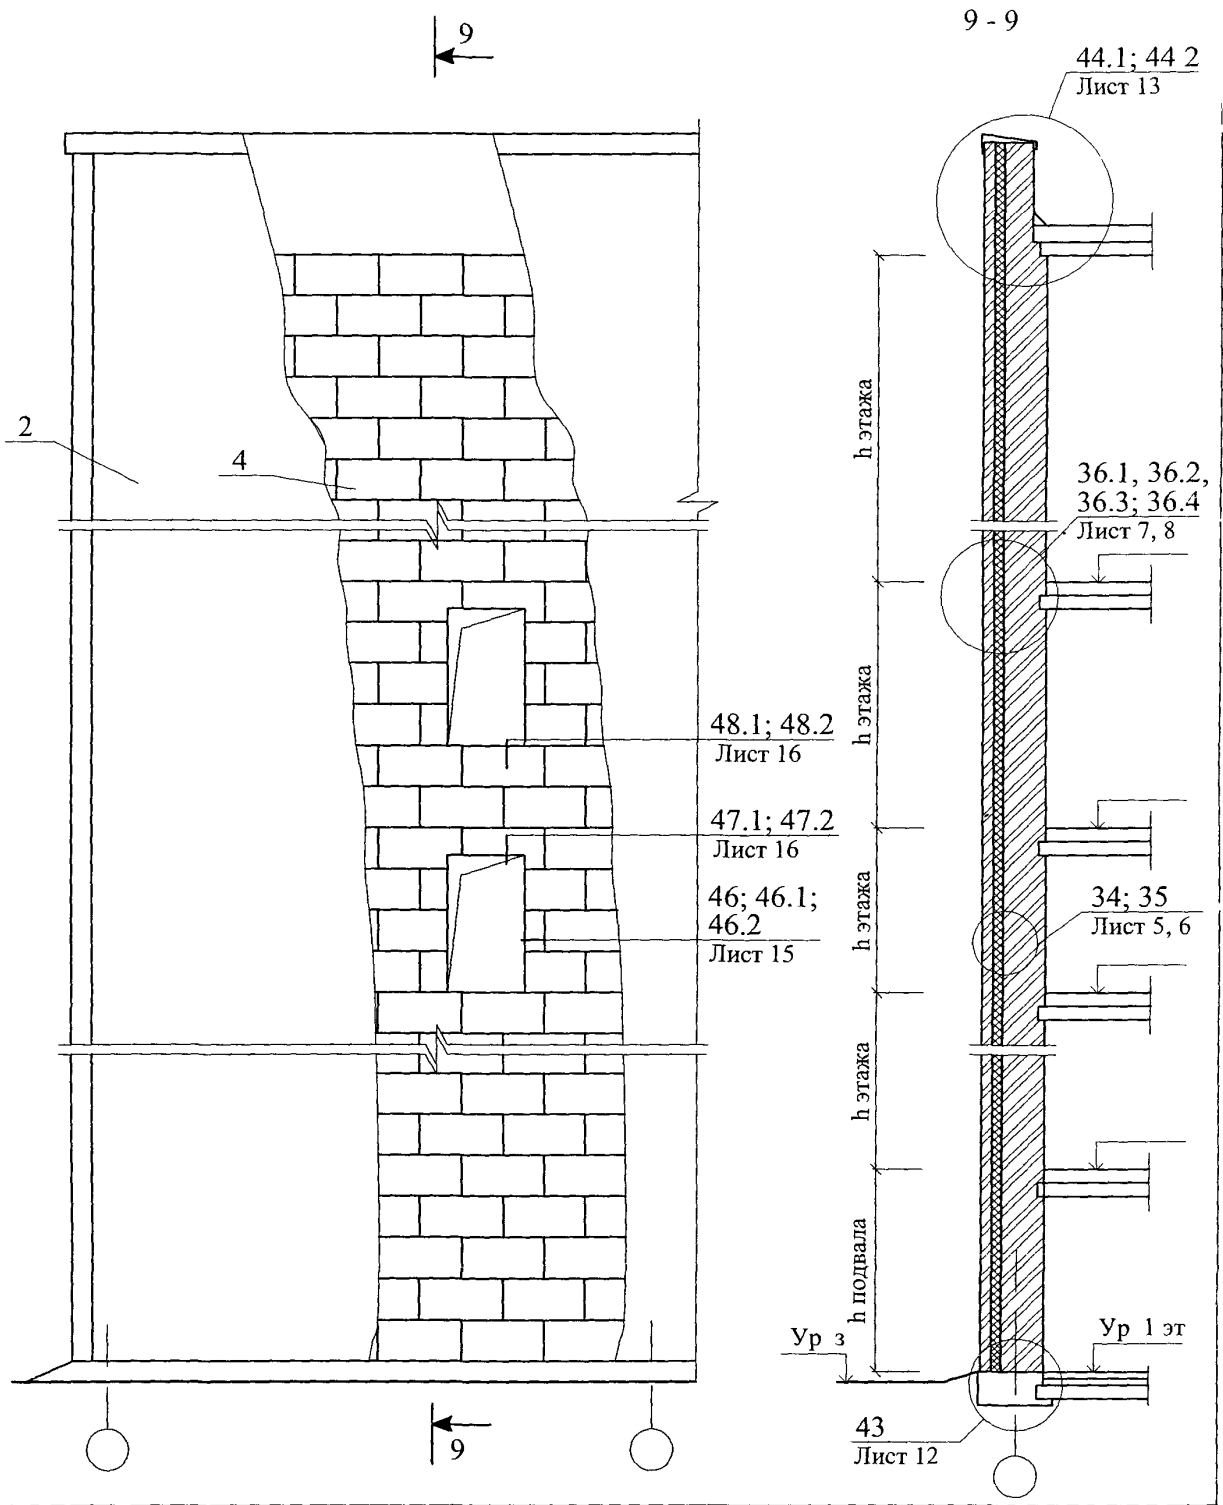 9
9 - 9
44.1; 44 2
Лист 13
h этажа
2
4
36.1, 36.2,
36.3; 36.4
Лист 7, 8
h этажа
48.1; 48.2
Лист 16
47.1; 47.2
Лист 16
46; 46.1;
46.2
Лист 15
h этажа
34; 35
Лист 5, 6
h этажа
h подвала
Ур з
Ур 1 эт
43
Лист 12
9